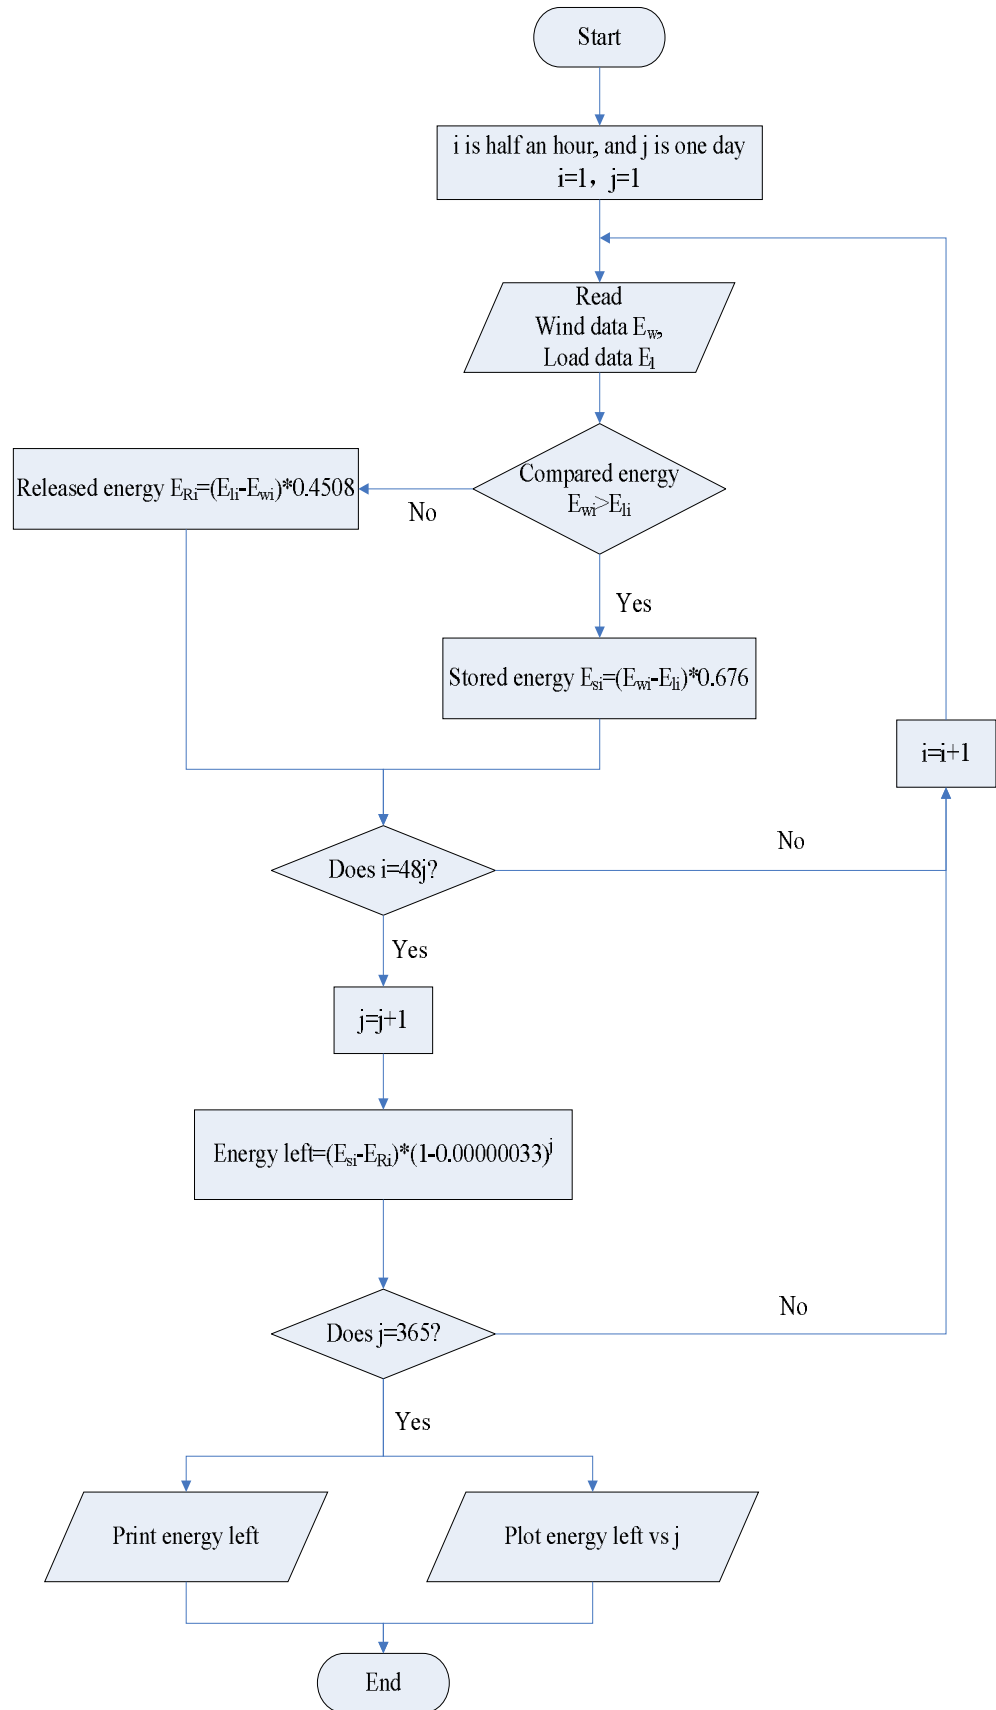 Start
i is half an hour, and j is one day
i=1, j=1
Read
Wind data Ew,
Load data El
Compared energy
Ewi>Eli
No
Released energy ERi=(Eli-Ewi)*0.4508
Yes
Stored energy Esi=(Ewi-Eli)*0.676
i=i+1
Does i=48j?
No
Yes
j=j+1
Energy left=(Esi-ERi)*(1-0.00000033)^j
Does j=365?
No
Yes
Print energy left
Plot energy left vs j
End